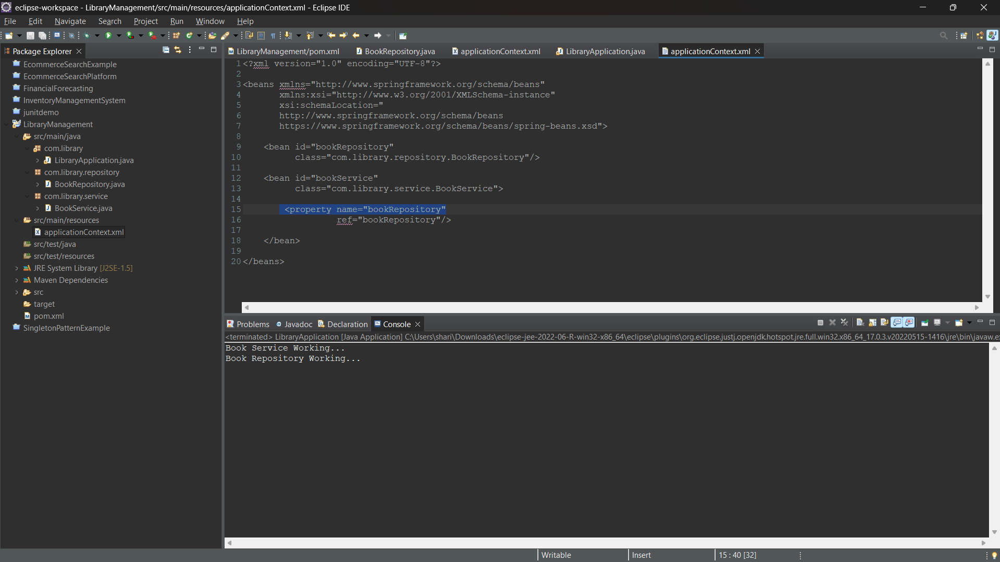 eclipse-workspace - LibraryManagement/src/main/resources/applicationContext.xml - Eclipse IDE
File Edit Navigate Search Project Run Window Help
Package Explorer
EcommerceSearchExample
EcommerceSearchPlatform
FinancialForecasting
InventoryManagementSystem
junitdemo
LibraryManagement
src/main/java
com.library
LibraryApplication.java
com.library.repository
BookRepository.java
com.library.service
BookService.java
src/main/resources
applicationContext.xml
src/test/java
src/test/resources
JRE System Library [J2SE-1.5]
Maven Dependencies
src
target
pom.xml
SingletonPatternExample
LibraryManagement/pom.xml BookRepository.java applicationContext.xml LibraryApplication.java applicationContext.xml
1 <?xml version="1.0" encoding="UTF-8"?>
2
3 <beans xmlns="http://www.springframework.org/schema/beans"
4 xmlns:xsi="http://www.w3.org/2001/XMLSchema-instance"
5 xsi:schemaLocation="
6 http://www.springframework.org/schema/beans
7 https://www.springframework.org/schema/beans/spring-beans.xsd">
8
9 <bean id="bookRepository"
10 class="com.library.repository.BookRepository"/>
11
12 <bean id="bookService"
13 class="com.library.service.BookService">
14
15 <property name="bookRepository"
16 ref="bookRepository"/>
17
18 </bean>
19
20 </beans>
Problems Javadoc Declaration Console
<terminated> LibraryApplication [Java Application] C:\Users\shari\Downloads\eclipse-jee-2022-06-R-win32-x86_64\eclipse\plugins\org.eclipse.justj.openjdk.hotspot.jre.full.win32.x86_64_17.0.3.v20220515-1416\jre\bin\javaw.e
Book Service Working...
Book Repository Working...
Writable Insert 15 : 40 [32]